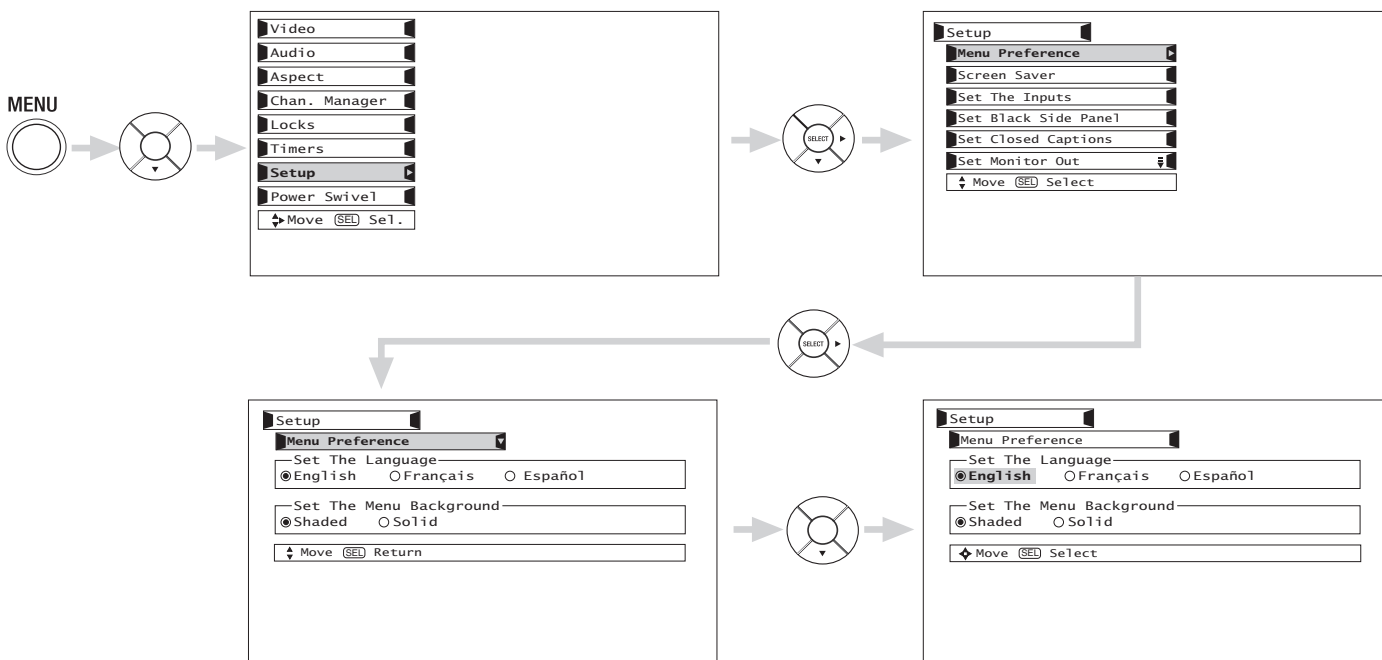 MENU
Video
Audio
Aspect
Chan. Manager
Locks
Timers
Setup
Power Swivel
Move SEL Sel.
SELECT
Setup
Menu Preference
Screen Saver
Set The Inputs
Set Black Side Panel
Set Closed Captions
Set Monitor Out
Move SEL Select
SELECT
Setup
Menu Preference
Set The Language
English Français Español
Set The Menu Background
Shaded Solid
Move SEL Return
Setup
Menu Preference
Set The Language
English Français Español
Set The Menu Background
Shaded Solid
Move SEL Select